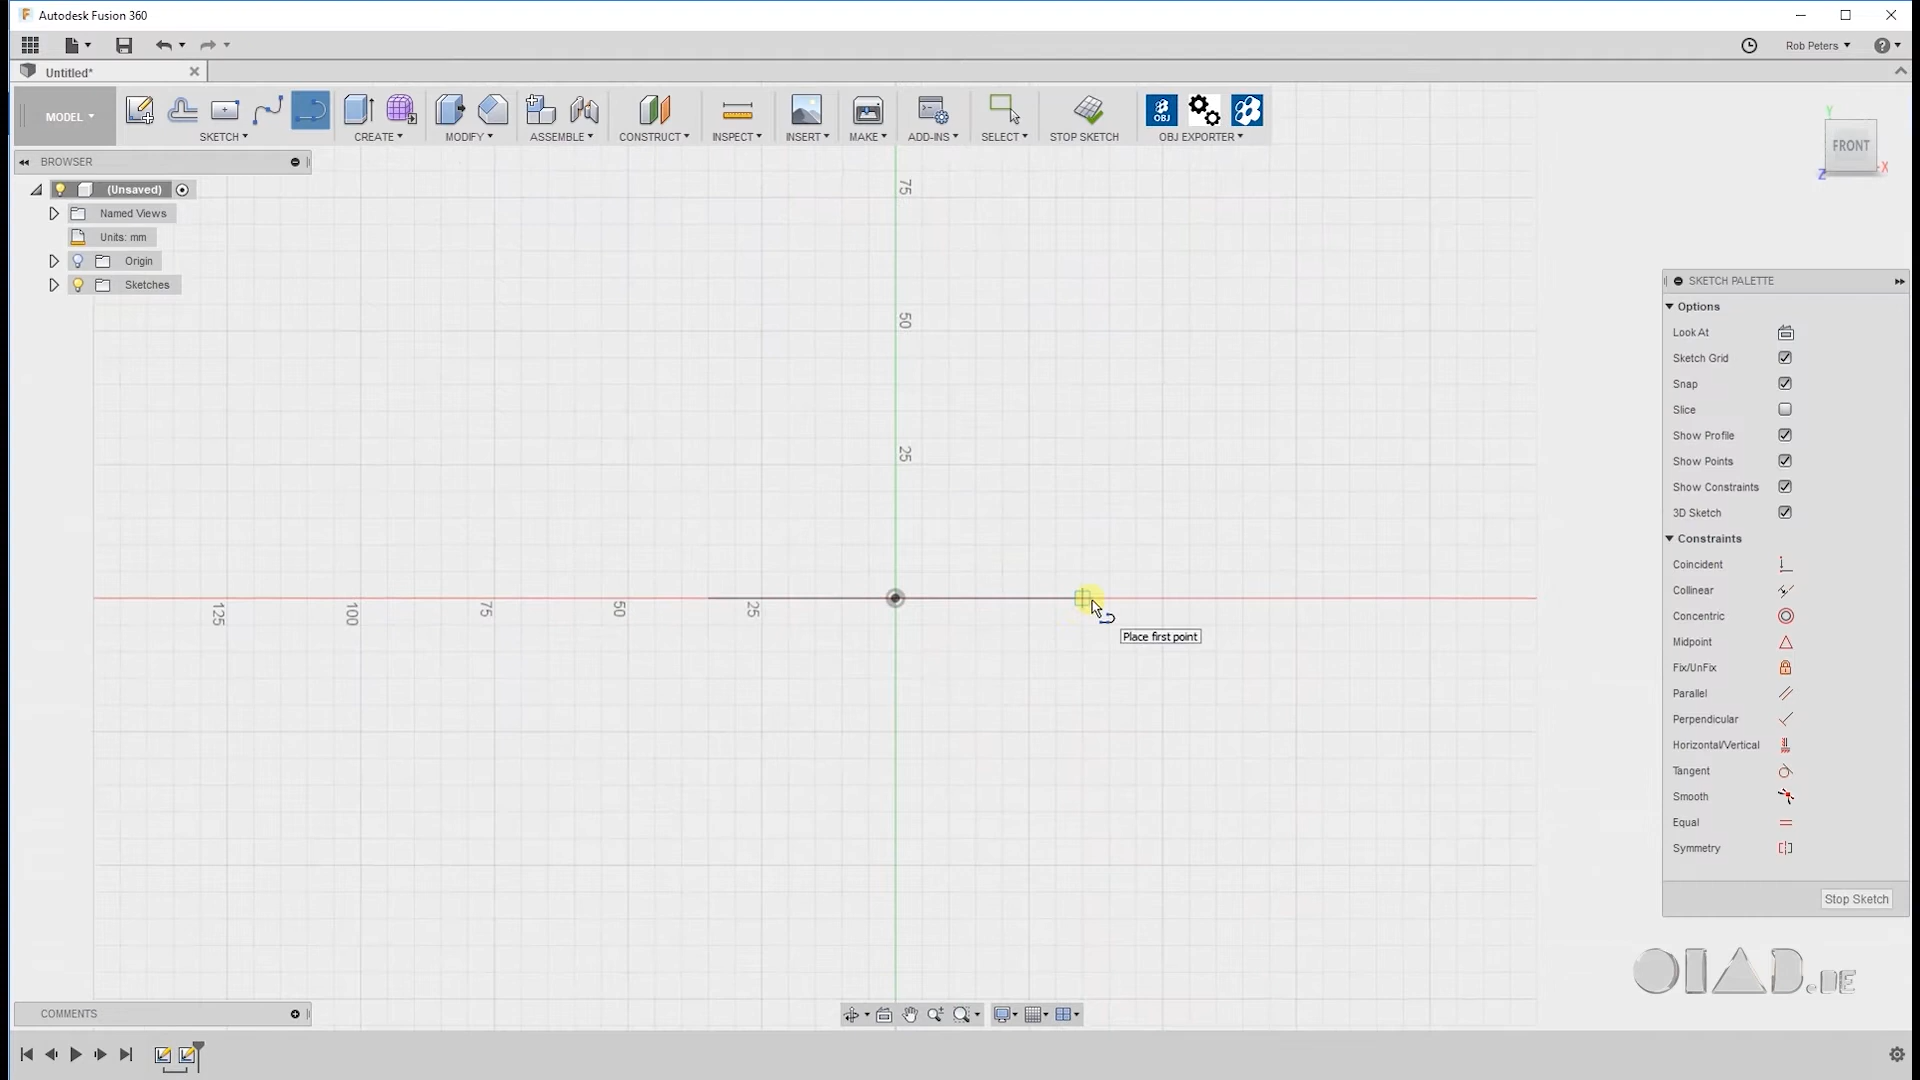 Autodesk Fusion 360
Rob Peters
Untitled*
MODEL
SKETCH
CREATE
MODIFY
ASSEMBLE
CONSTRUCT
INSPECT
INSERT
MAKE
ADD-INS
SELECT
STOP SKETCH
OBJ
OBJ EXPORTER
Y
FRONT
X
Z
BROWSER
(Unsaved)
Named Views
Units: mm
Origin
Sketches
75
50
25
125
100
75
50
25
Place first point
SKETCH PALETTE
Options
Look At
Sketch Grid
Snap
Slice
Show Profile
Show Points
Show Constraints
3D Sketch
Constraints
Coincident
Collinear
Concentric
Midpoint
Fix/UnFix
Parallel
Perpendicular
Horizontal/Vertical
Tangent
Smooth
Equal
Symmetry
Stop Sketch
OIAD.DE
COMMENTS